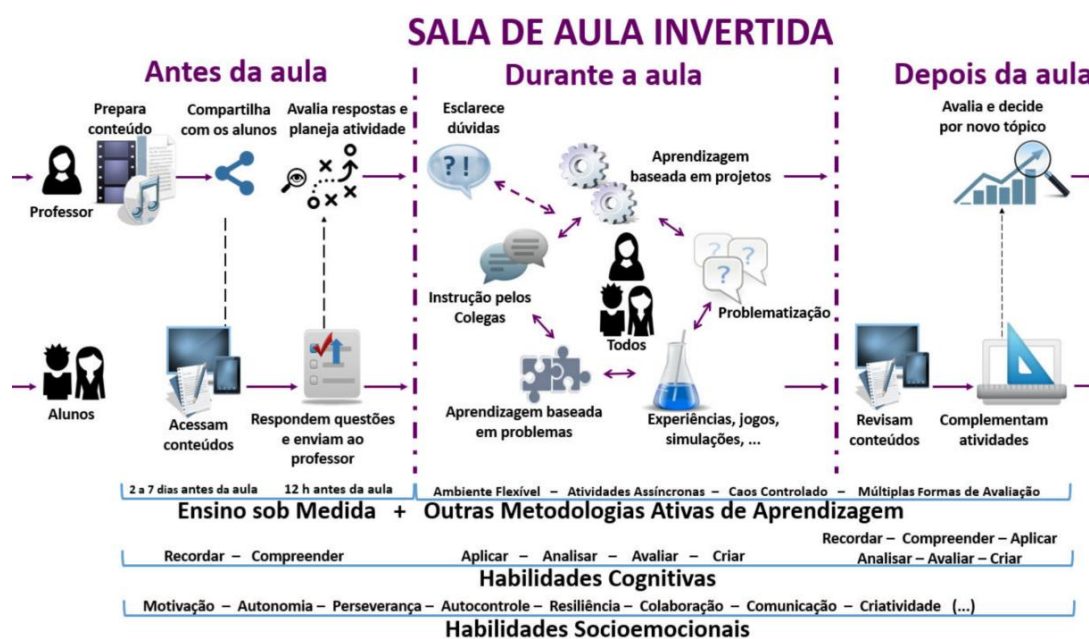 SALA DE AULA INVERTIDA
Antes da aula
Prepara
conteúdo
Compartilha
com os alunos
Avalia respostas e
planeja atividade
Professor
Alunos
Acessam
conteúdos
Respondem questões
e enviam ao
professor
Durante a aula
Esclarece
dúvidas
?!
Aprendizagem
baseada em projetos
Instrução pelos
Colegas
?
?
?
Problematização
Todos
Aprendizagem baseada
em problemas
Experiências, jogos,
simulações, ...
Depois da aula
Avalia e decide
por novo tópico
Revisam
conteúdos
Complementam
atividades
2 a 7 dias antes da aula
12 h antes da aula
Ambiente Flexível – Atividades Assíncronas – Caos Controlado – Múltiplas Formas de Avaliação
Ensino sob Medida + Outras Metodologias Ativas de Aprendizagem
Recordar – Compreender
Aplicar – Analisar – Avaliar – Criar
Recordar – Compreender – Aplicar
Analisar – Avaliar – Criar
Habilidades Cognitivas
Motivação – Autonomia – Perseverança – Autocontrole – Resiliência – Colaboração – Comunicação – Criatividade (...)
Habilidades Socioemocionais